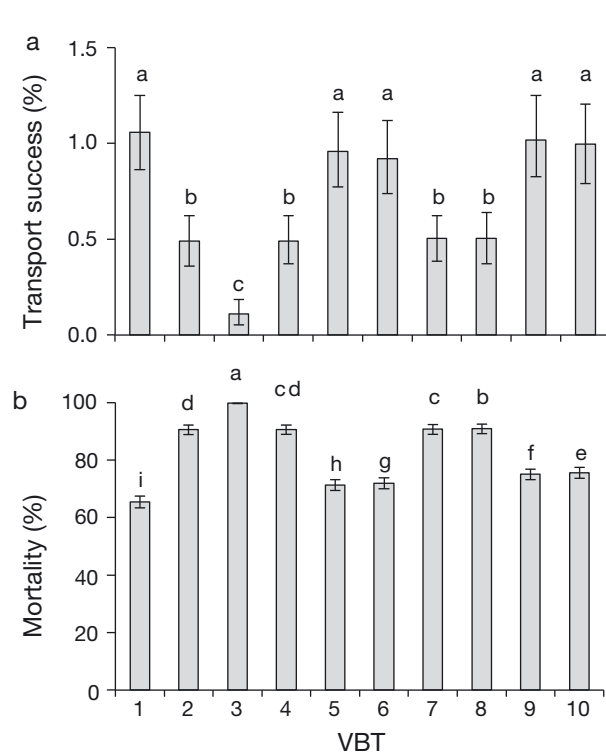 a
Transport success (%)
1.5
1.0
0.5
0.0
a b c b a a b b a a
b
Mortality (%)
100
80
60
40
20
0
i d a cd h g c b f e
1 2 3 4 5 6 7 8 9 10
VBT